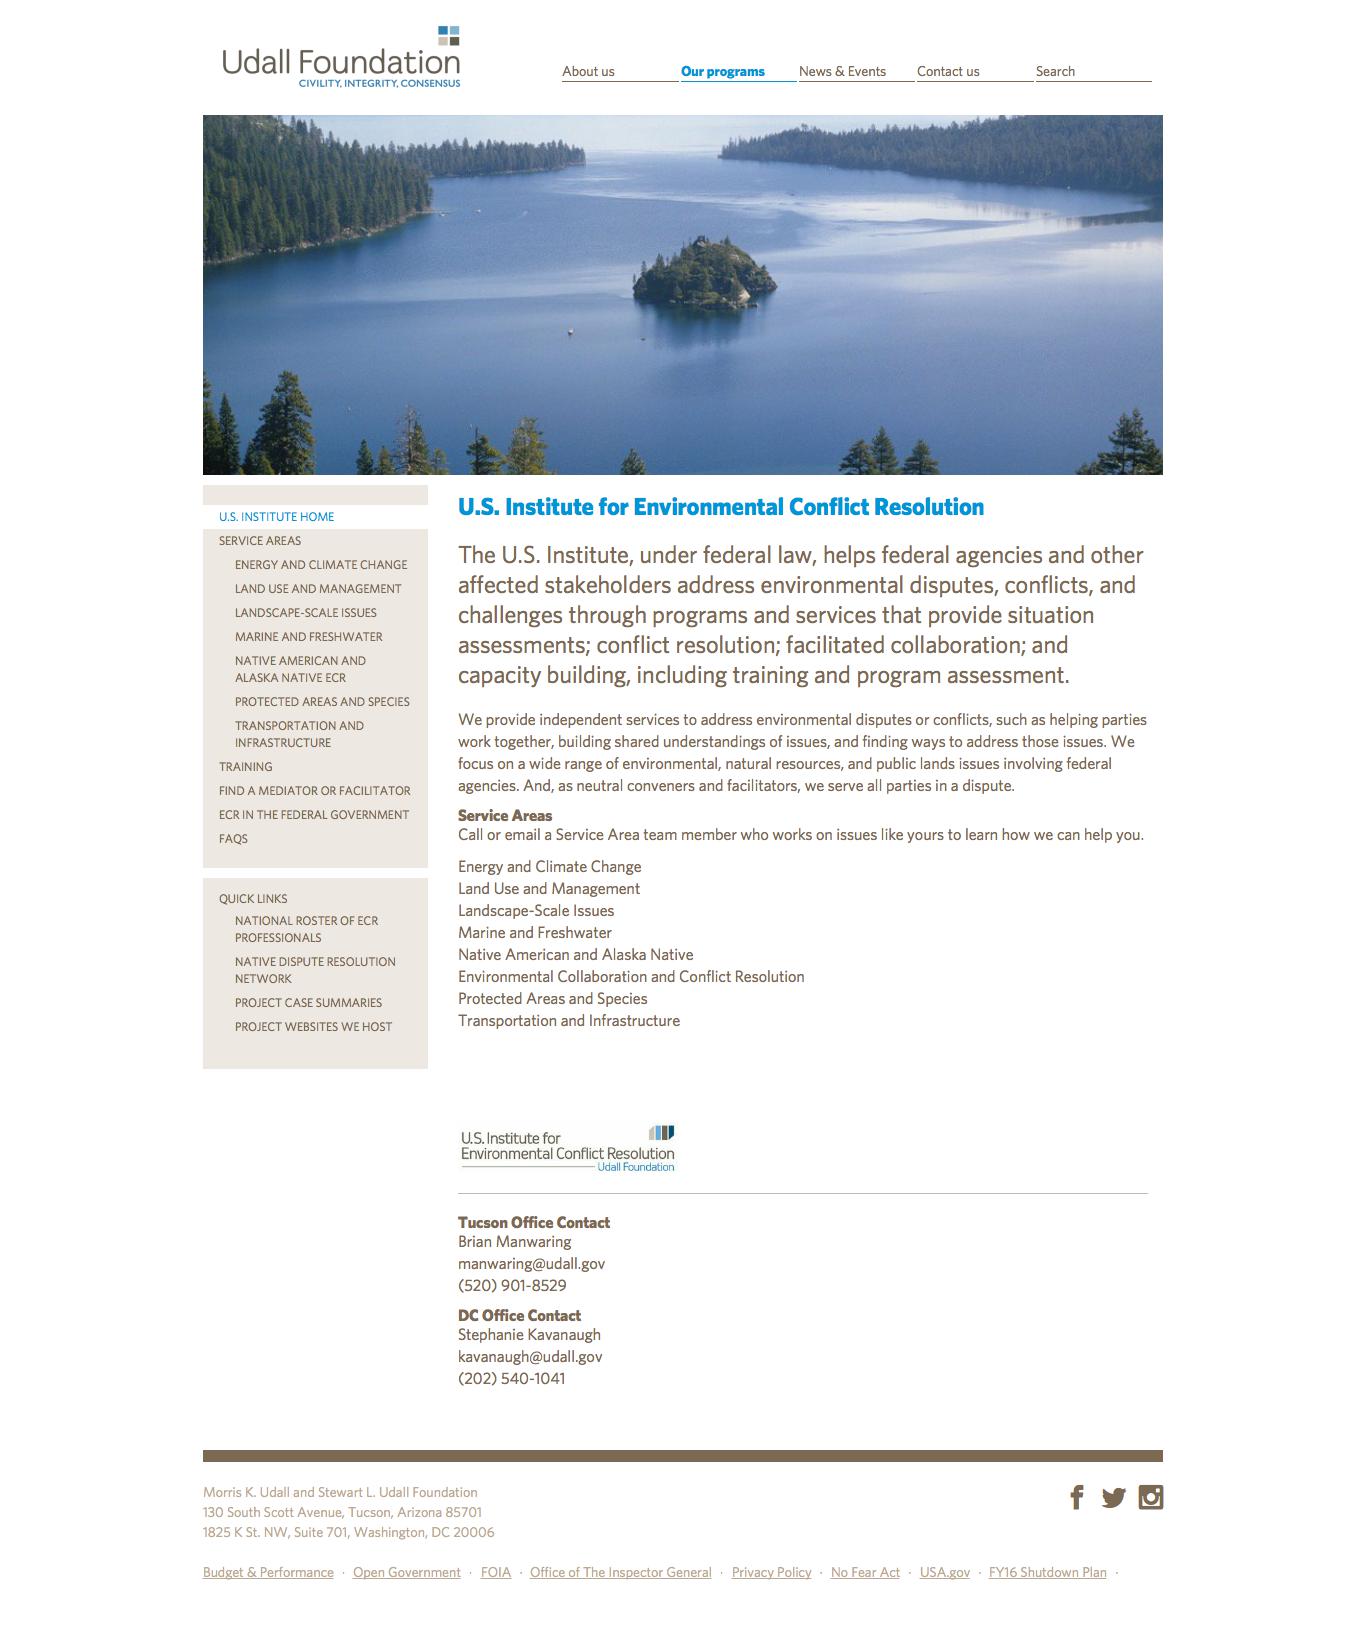 Udall Foundation
CIVILITY, INTEGRITY, CONSENSUS
About us
Our programs
News & Events
Contact us
Search
U.S. INSTITUTE HOME
SERVICE AREAS
ENERGY AND CLIMATE CHANGE
LAND USE AND MANAGEMENT
LANDSCAPE-SCALE ISSUES
MARINE AND FRESHWATER
NATIVE AMERICAN AND
ALASKA NATIVE ECR
PROTECTED AREAS AND SPECIES
TRANSPORTATION AND
INFRASTRUCTURE
TRAINING
FIND A MEDIATOR OR FACILITATOR
ECR IN THE FEDERAL GOVERNMENT
FAQS
QUICK LINKS
NATIONAL ROSTER OF ECR
PROFESSIONALS
NATIVE DISPUTE RESOLUTION
NETWORK
PROJECT CASE SUMMARIES
PROJECT WEBSITES WE HOST
U.S. Institute for Environmental Conflict Resolution
The U.S. Institute, under federal law, helps federal agencies and other
affected stakeholders address environmental disputes, conflicts, and
challenges through programs and services that provide situation
assessments; conflict resolution; facilitated collaboration; and
capacity building, including training and program assessment.
We provide independent services to address environmental disputes or conflicts, such as helping parties
work together, building shared understandings of issues, and finding ways to address those issues. We
focus on a wide range of environmental, natural resources, and public lands issues involving federal
agencies. And, as neutral conveners and facilitators, we serve all parties in a dispute.
Service Areas
Call or email a Service Area team member who works on issues like yours to learn how we can help you.
Energy and Climate Change
Land Use and Management
Landscape-Scale Issues
Marine and Freshwater
Native American and Alaska Native
Environmental Collaboration and Conflict Resolution
Protected Areas and Species
Transportation and Infrastructure
U.S. Institute for
Environmental Conflict Resolution
Udall Foundation
Tucson Office Contact
Brian Manwaring
manwaring@udall.gov
(520) 901-8529
DC Office Contact
Stephanie Kavanaugh
kavanaugh@udall.gov
(202) 540-1041
Morris K. Udall and Stewart L. Udall Foundation
130 South Scott Avenue, Tucson, Arizona 85701
1825 K St. NW, Suite 701, Washington, DC 20006
Budget & Performance · Open Government · FOIA · Office of The Inspector General · Privacy Policy · No Fear Act · USA.gov · FY16 Shutdown Plan ·